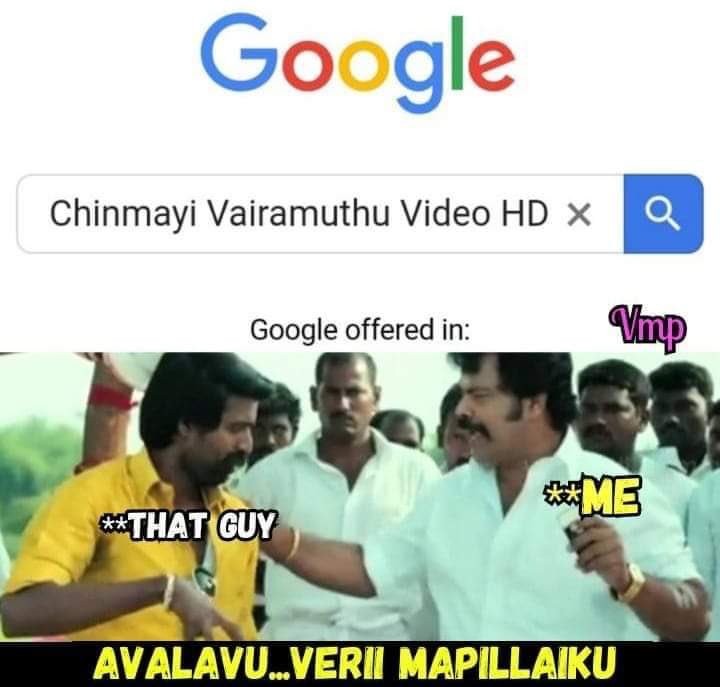 Google
Chinmayi Vairamuthu Video HD ×
Google offered in:
Vmp
**ME
**THAT GUY
AVALAVU...VERII MAPILLAIKU